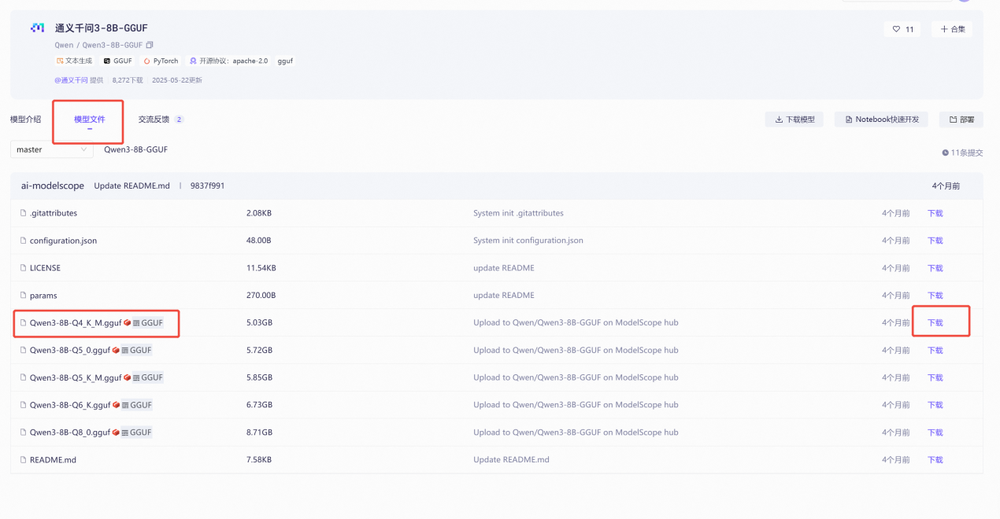 通义千问3-8B-GGUF
11
合集
Qwen / Qwen3-8B-GGUF
文本生成 GGUF PyTorch 开源协议: apache-2.0 gguf
@通义千问 提供 8,272下载 2025-05-22更新
模型介绍 模型文件 交流反馈 2 下载模型 Notebook快速开发 部署
master Qwen3-8B-GGUF 11条提交
ai-modelscope Update README.md | 9837f991 4个月前
.gitattributes 2.08KB System init .gitattributes 4个月前 下载
configuration.json 48.00B System init configuration.json 4个月前 下载
LICENSE 11.54KB update README 4个月前 下载
params 270.00B update README 4个月前 下载
Qwen3-8B-Q4_K_M.gguf GGUF 5.03GB Upload to Qwen/Qwen3-8B-GGUF on ModelScope hub 4个月前 下载
Qwen3-8B-Q5_0.gguf GGUF 5.72GB Upload to Qwen/Qwen3-8B-GGUF on ModelScope hub 4个月前 下载
Qwen3-8B-Q5_K_M.gguf GGUF 5.85GB Upload to Qwen/Qwen3-8B-GGUF on ModelScope hub 4个月前 下载
Qwen3-8B-Q6_K.gguf GGUF 6.73GB Upload to Qwen/Qwen3-8B-GGUF on ModelScope hub 4个月前 下载
Qwen3-8B-Q8_0.gguf GGUF 8.71GB Upload to Qwen/Qwen3-8B-GGUF on ModelScope hub 4个月前 下载
README.md 7.58KB Update README.md 4个月前 下载